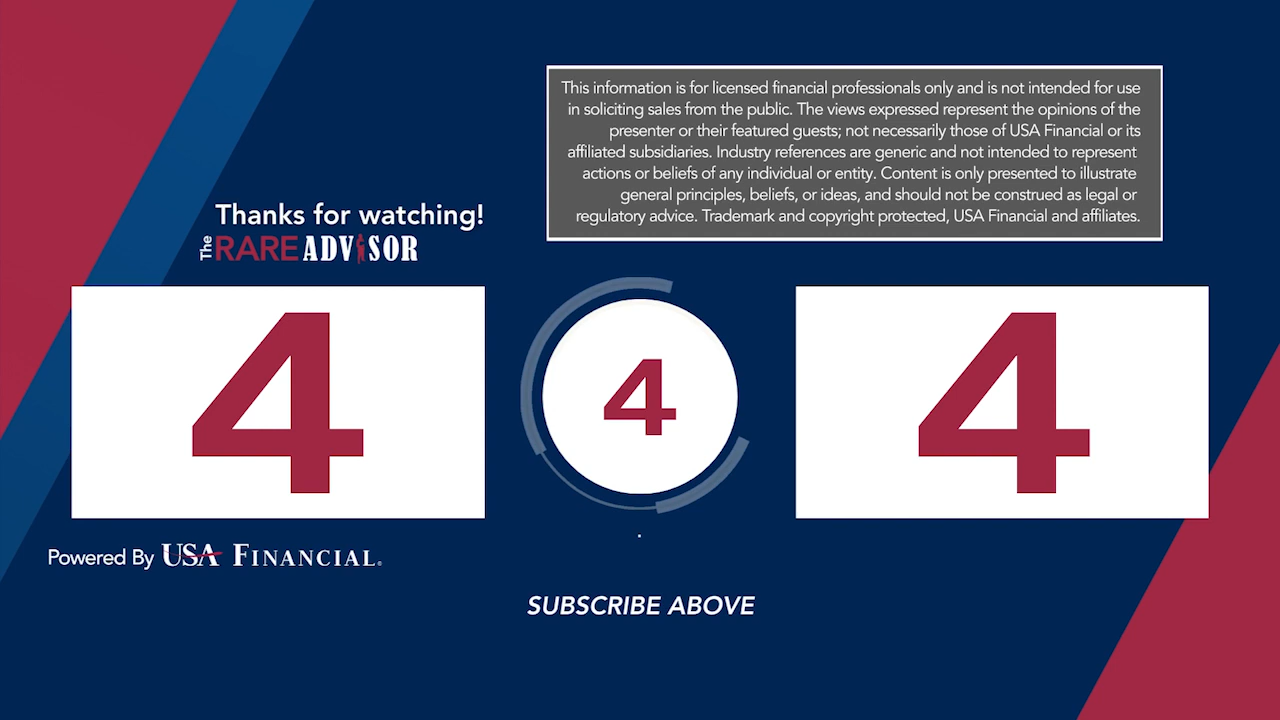 This information is for licensed financial professionals only and is not intended for use
in soliciting sales from the public. The views expressed represent the opinions of the
presenter or their featured guests; not necessarily those of USA Financial or its
affiliated subsidiaries. Industry references are generic and not intended to represent
actions or beliefs of any individual or entity. Content is only presented to illustrate
general principles, beliefs, or ideas, and should not be construed as legal or
regulatory advice. Trademark and copyright protected, USA Financial and affiliates.
Thanks for watching!
The RARE ADVISOR
4
4
4
Powered By USA FINANCIAL®
SUBSCRIBE ABOVE